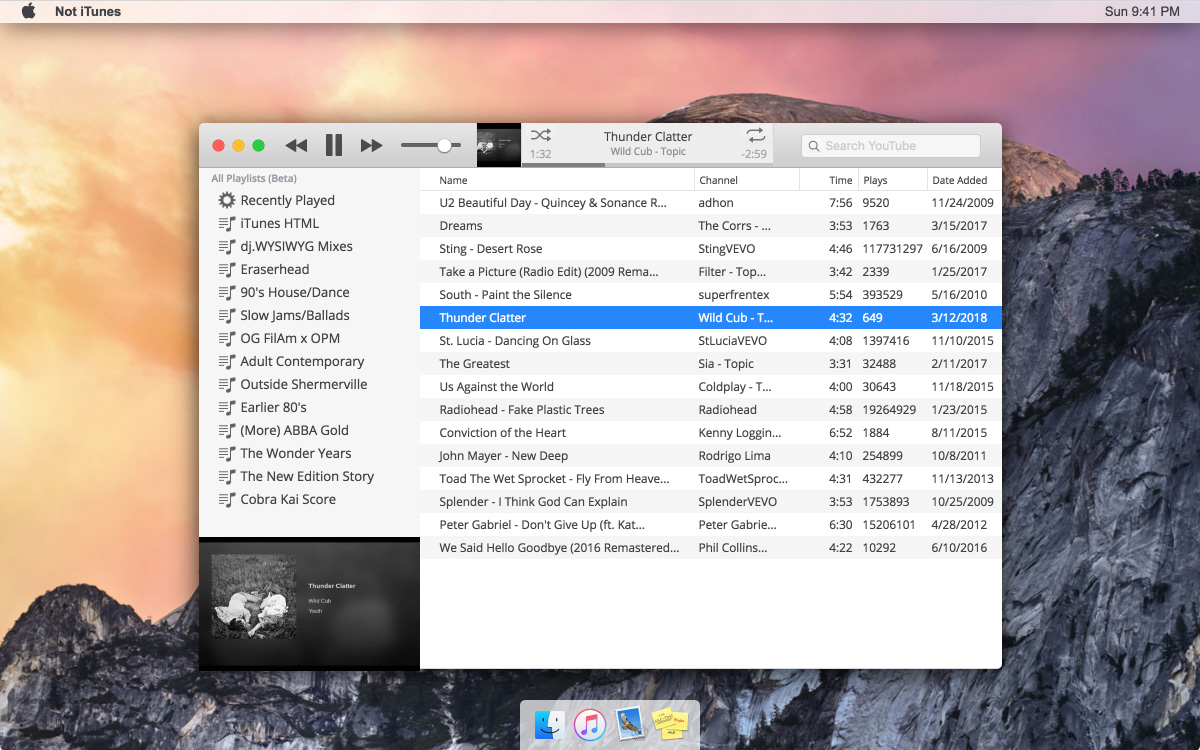 Not iTunes Sun 9:41 PM
Thunder Clatter
1:32 Wild Cub - Topic -2:59
Search YouTube
All Playlists (Beta)
Recently Played
iTunes HTML
dj.WYSIWYG Mixes
Eraserhead
90's House/Dance
Slow Jams/Ballads
OG FilAm x OPM
Adult Contemporary
Outside Shermerville
Earlier 80's
(More) ABBA Gold
The Wonder Years
The New Edition Story
Cobra Kai Score
Thunder Clatter
Wild Cub
Youth
Name Channel Time Plays Date Added
U2 Beautiful Day - Quincey & Sonance R... adhon 7:56 9520 11/24/2009
Dreams The Corrs - ... 3:53 1763 3/15/2017
Sting - Desert Rose StingVEVO 4:46 117731297 6/16/2009
Take a Picture (Radio Edit) (2009 Rema... Filter - Top... 3:42 2339 1/25/2017
South - Paint the Silence superfrentex 5:54 393529 5/16/2010
Thunder Clatter Wild Cub - T... 4:32 649 3/12/2018
St. Lucia - Dancing On Glass StLuciaVEVO 4:08 1397416 11/10/2015
The Greatest Sia - Topic 3:31 32488 2/11/2017
Us Against the World Coldplay - T... 4:00 30643 11/18/2015
Radiohead - Fake Plastic Trees Radiohead 4:58 19264929 1/23/2015
Conviction of the Heart Kenny Loggin... 6:52 1884 8/11/2015
John Mayer - New Deep Rodrigo Lima 4:10 254899 10/8/2011
Toad The Wet Sprocket - Fly From Heave... ToadWetSproc... 4:31 432277 11/13/2013
Splender - I Think God Can Explain SplenderVEVO 3:53 1753893 10/25/2009
Peter Gabriel - Don't Give Up (ft. Kat... Peter Gabrie... 6:30 15206101 4/28/2012
We Said Hello Goodbye (2016 Remastered... Phil Collins... 4:22 10292 6/10/2016